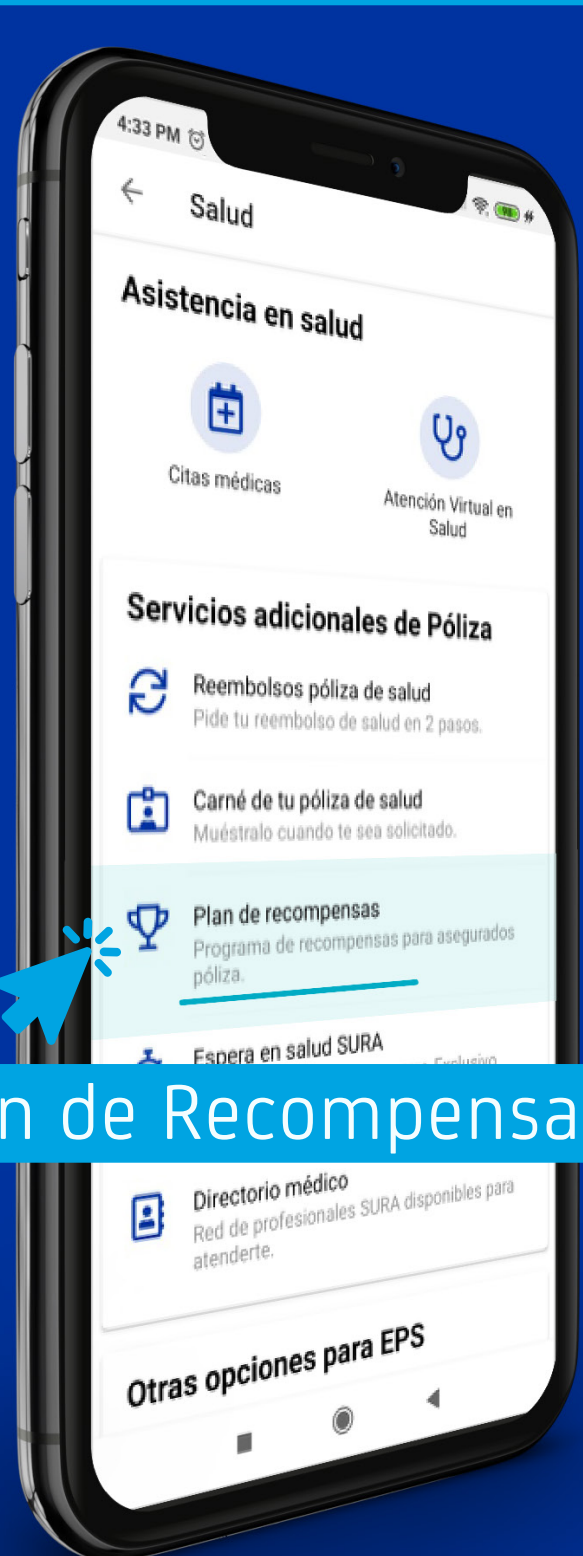 4:33 PM
98
Salud
Asistencia en salud
Citas médicas
Atención Virtual en
Salud
Servicios adicionales de Póliza
Reembolsos póliza de salud
Pide tu reembolso de salud en 2 pasos.
Carné de tu póliza de salud
Muéstralo cuando te sea solicitado.
Plan de recompensas
Programa de recompensas para asegurados
póliza.
Espera en salud SURA
Exclusivo
n de Recompensa
Directorio médico
Red de profesionales SURA disponibles para
atenderte.
Otras opciones para EPS